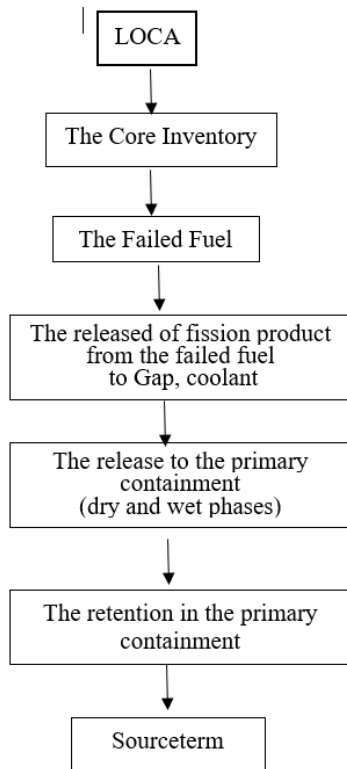 LOCA
The Core Inventory
The Failed Fuel
The released of fission product
from the failed fuel
to Gap, coolant
The release to the primary
containment
(dry and wet phases)
The retention in the primary
containment
Sourceterm